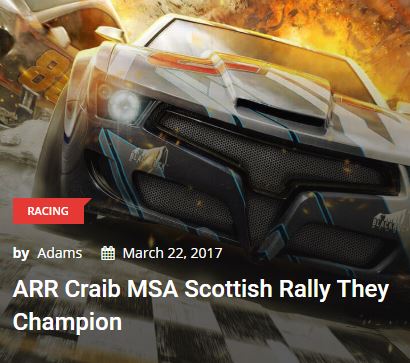 RACING
by Adams March 22, 2017
ARR Craib MSA Scottish Rally They
Champion